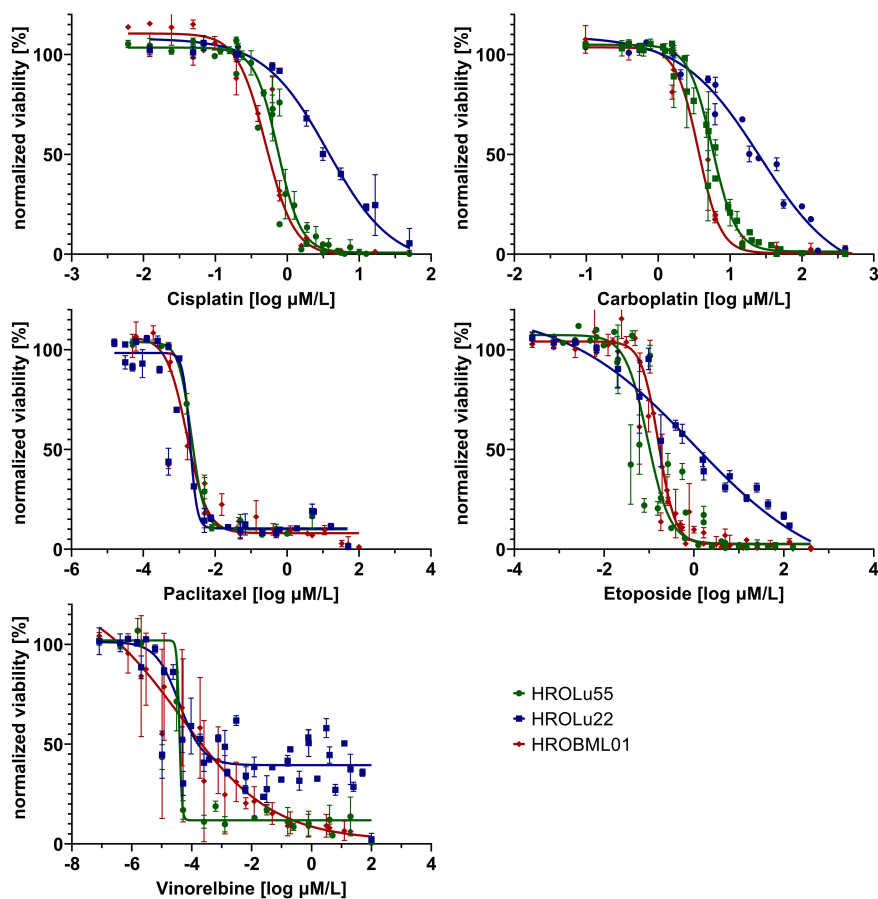 normalized viability [%]
100
50
0
-3 -2 -1 0 1 2
Cisplatin [log µM/L]
normalized viability [%]
100
50
0
-2 -1 0 1 2 3
Carboplatin [log µM/L]
normalized viability [%]
100
50
0
-6 -4 -2 0 2 4
Paclitaxel [log µM/L]
normalized viability [%]
100
50
0
-4 -2 0 2 4
Etoposide [log µM/L]
normalized viability [%]
100
50
0
-8 -6 -4 -2 0 2 4
Vinorelbine [log µM/L]
HROLu55
HROLu22
HROBML01